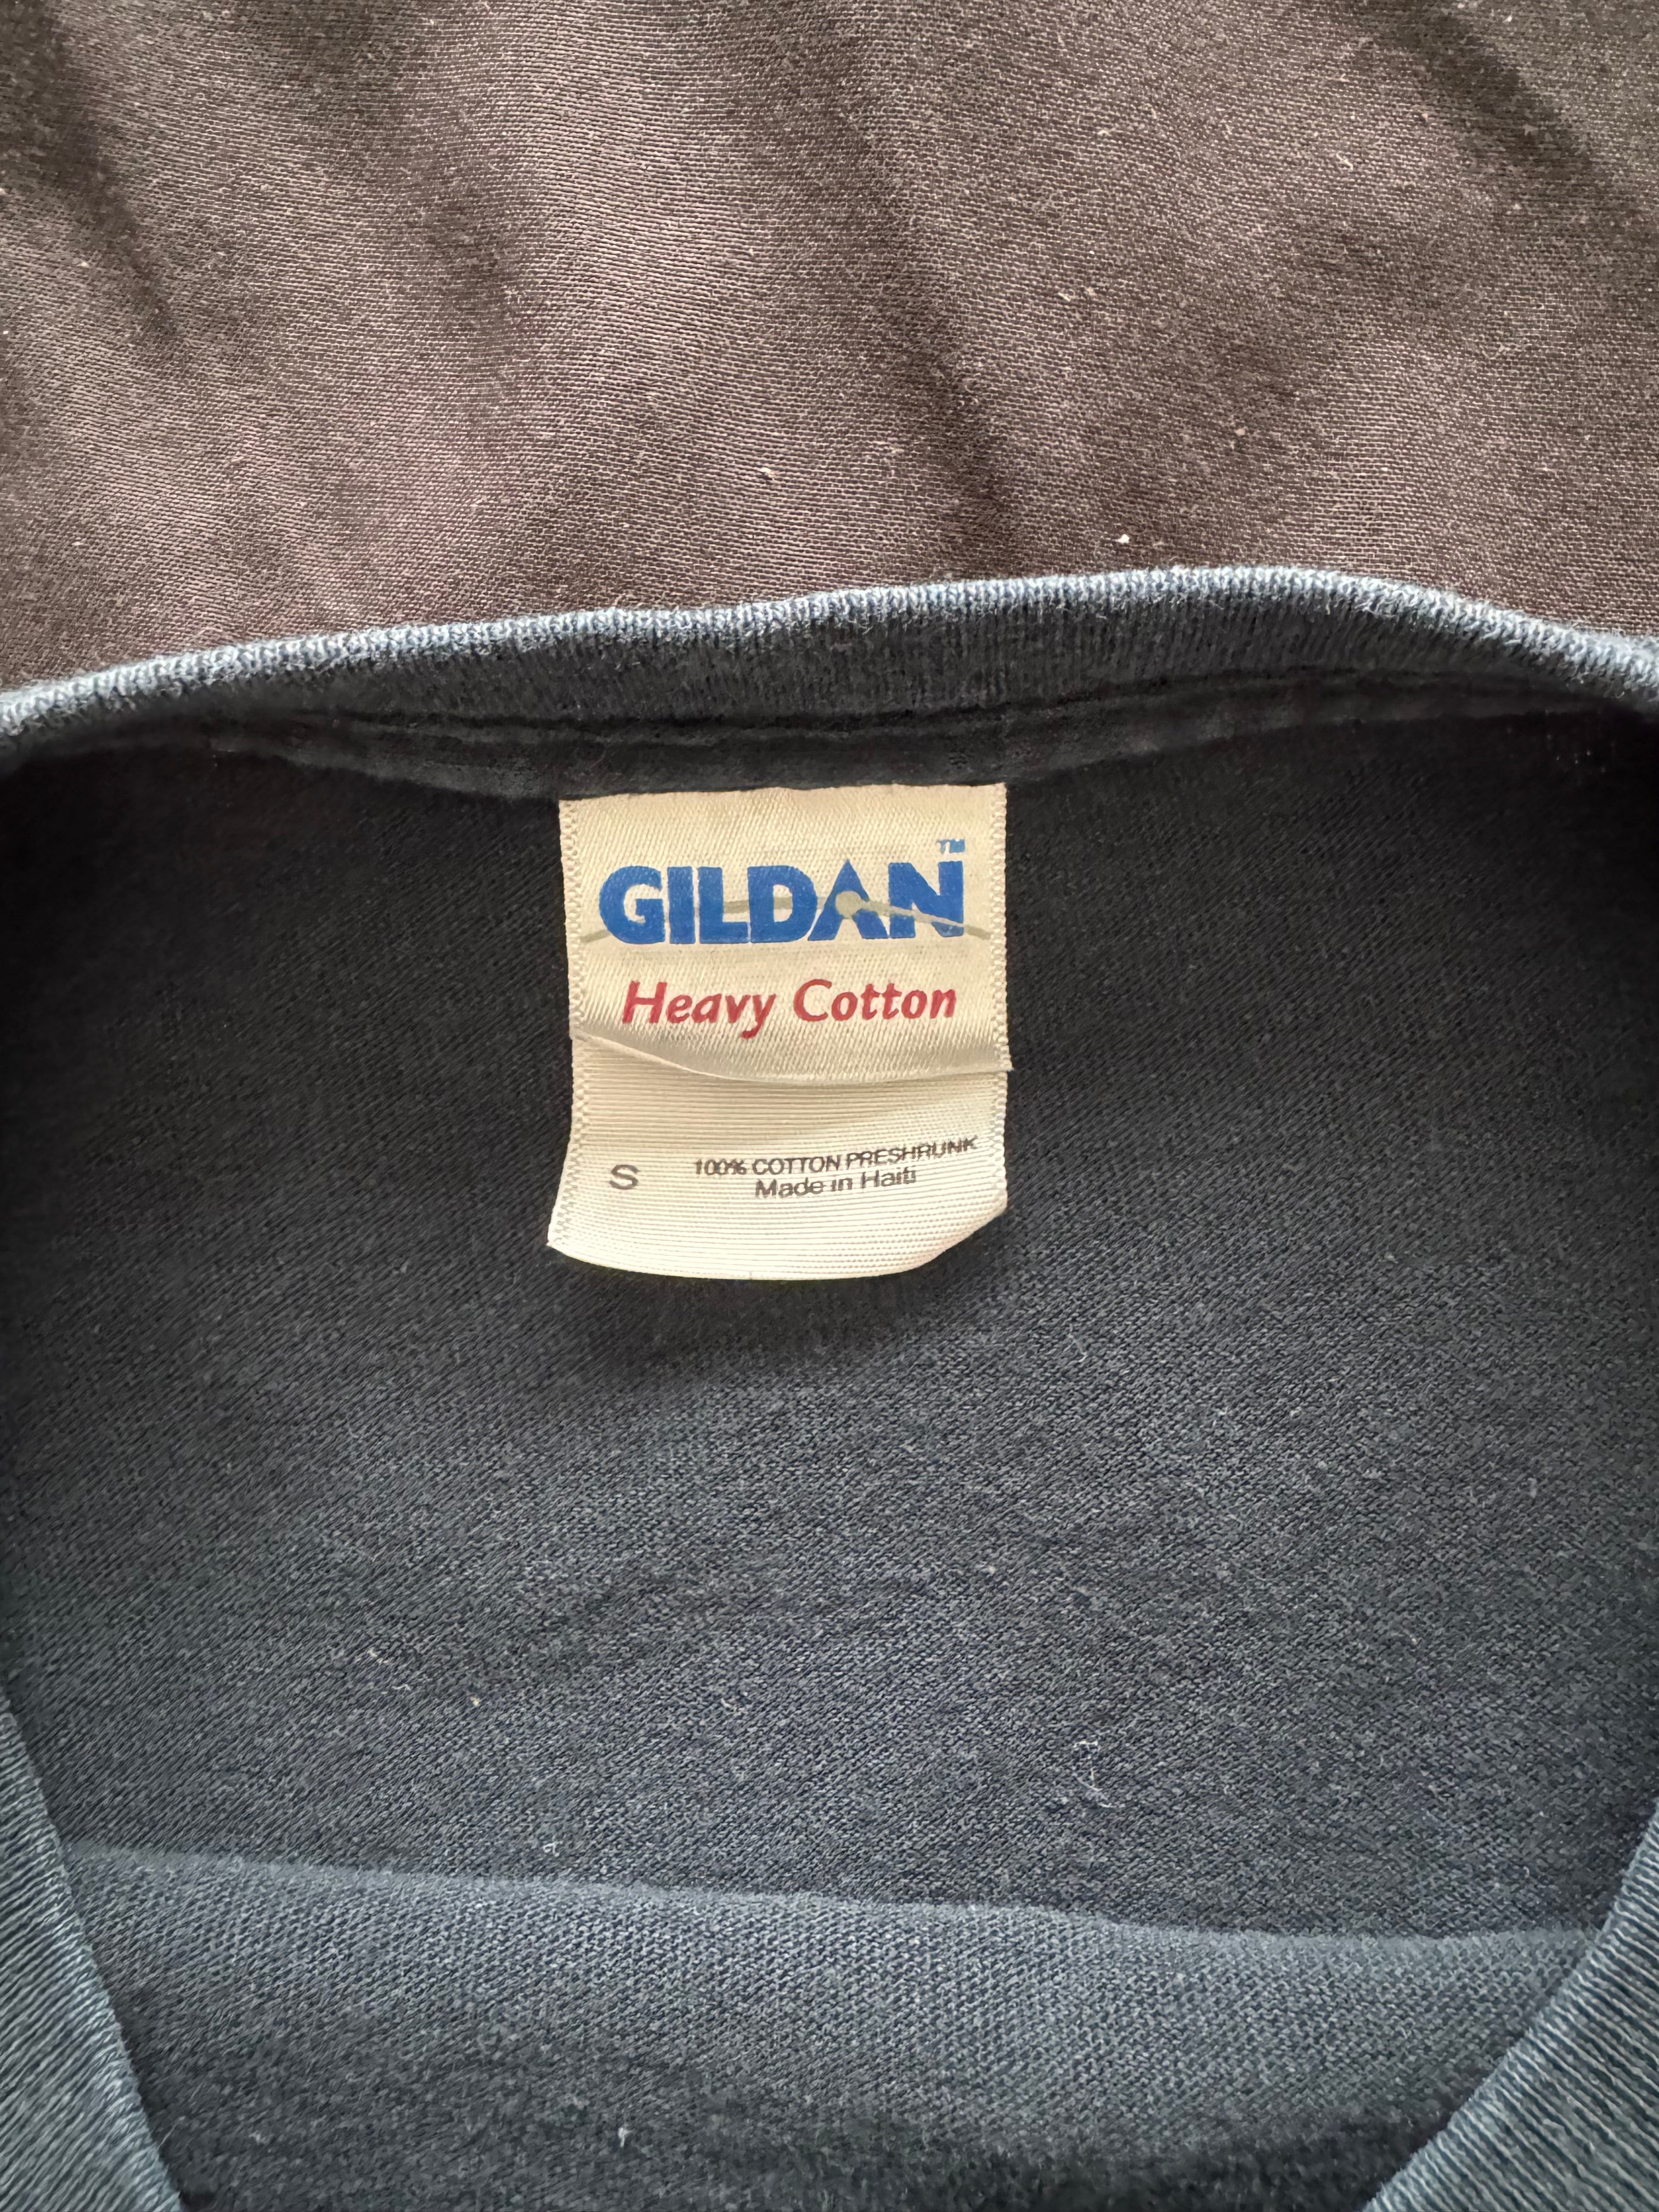 GILDAN™
Heavy Cotton
S 100% COTTON PRESHRUNK
Made in Haiti